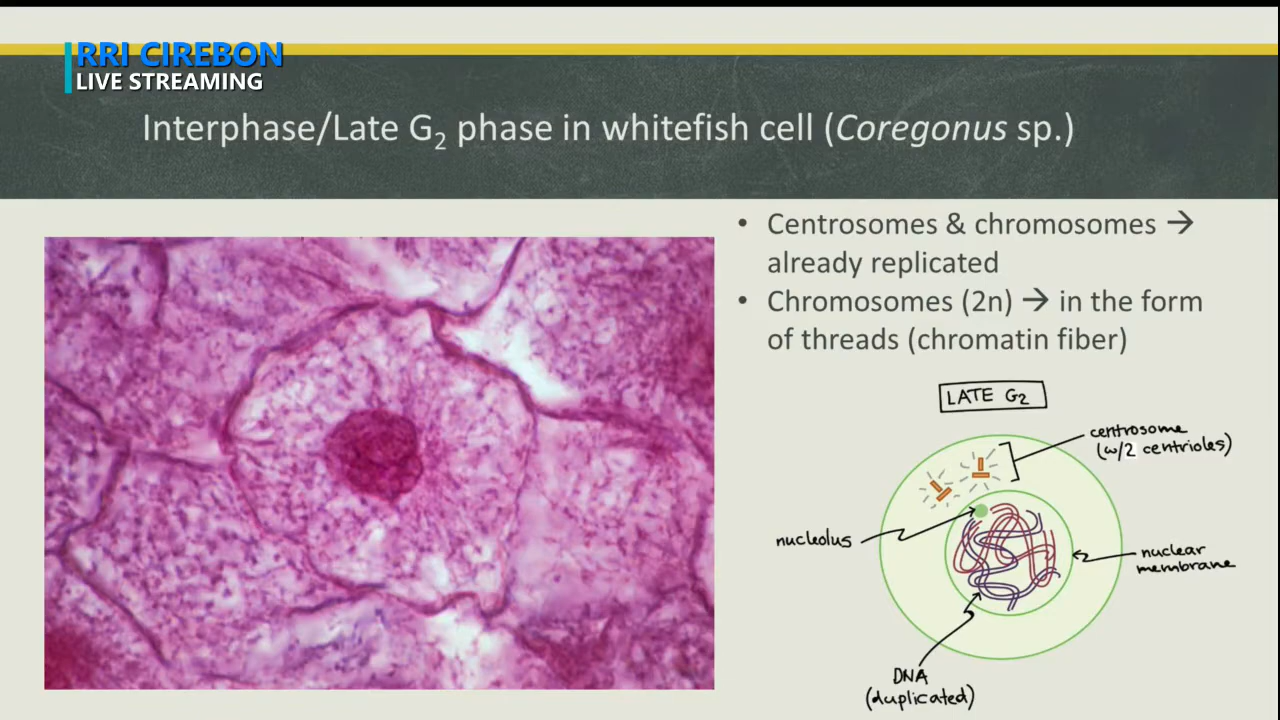 RRI CIREBON
LIVE STREAMING
Interphase/Late G₂ phase in whitefish cell (Coregonus sp.)
• Centrosomes & chromosomes →
already replicated
• Chromosomes (2n) → in the form
of threads (chromatin fiber)
LATE G₂
centrosome
(w/2 centrioles)
nucleolus
nuclear
membrane
DNA
(duplicated)